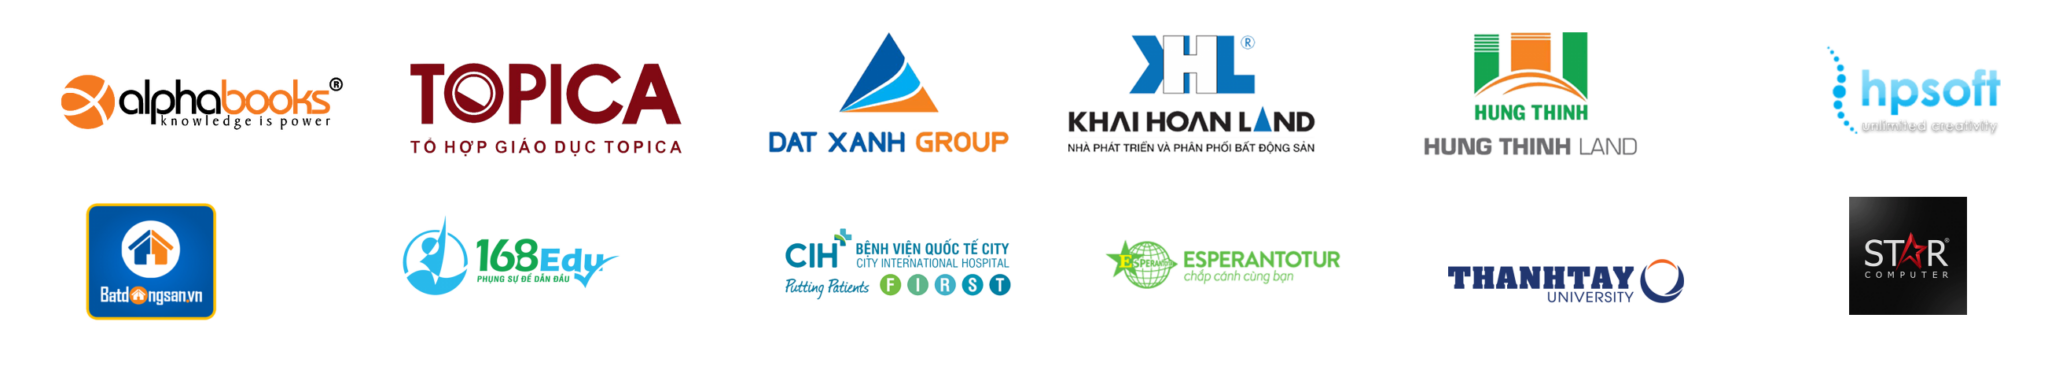 alphabooks®
knowledge is power
TOPICA
TỔ HỢP GIÁO DỤC TOPICA
DAT XANH GROUP
KHL®
KHAI HOAN LAND
NHÀ PHÁT TRIỂN VÀ PHÂN PHỐI BẤT ĐỘNG SẢN
HUNG THINH
HUNG THINH LAND
hpsoft
unlimited creativity
Batdongsan.vn
168Edu
PHỤNG SỰ ĐỂ DẪN ĐẦU
CIH
BỆNH VIỆN QUỐC TẾ CITY
CITY INTERNATIONAL HOSPITAL
Putting Patients FIRST
ESPERANTOTUR
chắp cánh cùng bạn
THANHTAY
UNIVERSITY
STAR®
COMPUTER